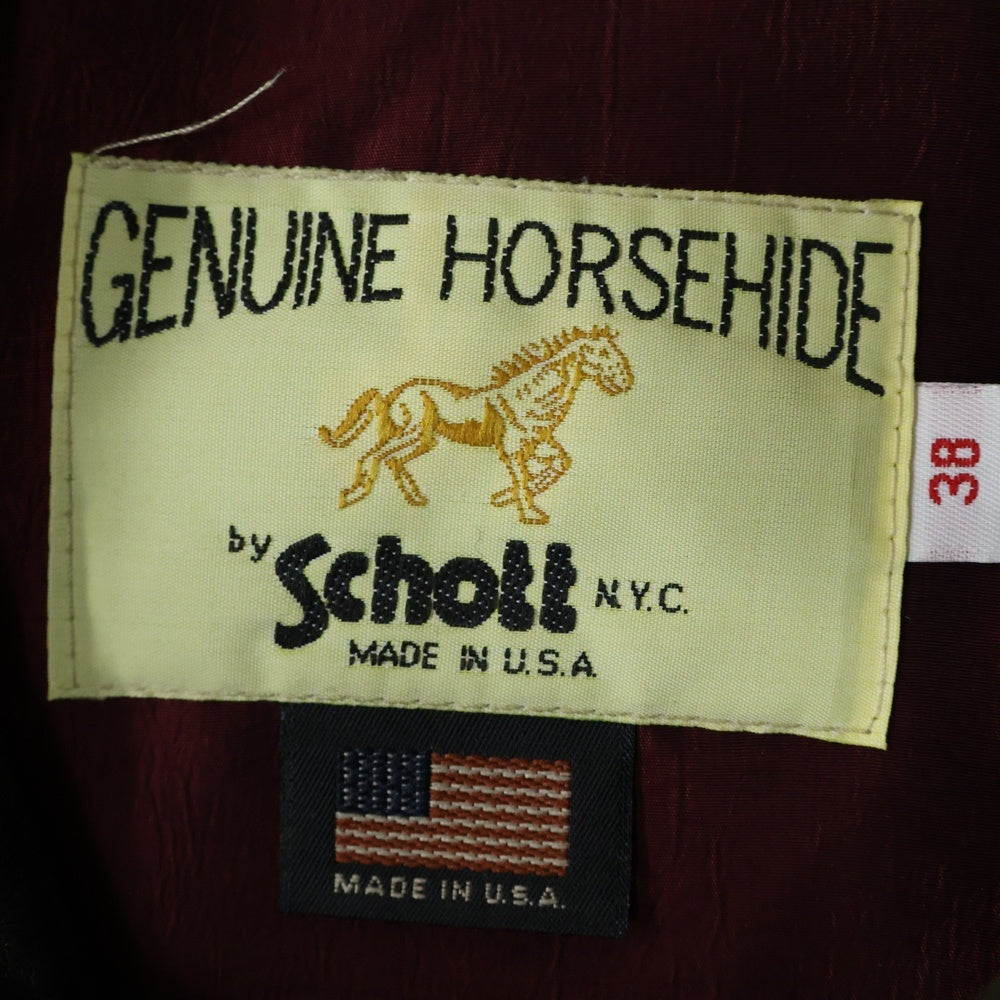 GENUINE HORSEHIDE
by Schott N.Y.C.
MADE IN U.S.A.
38
MADE IN U.S.A.